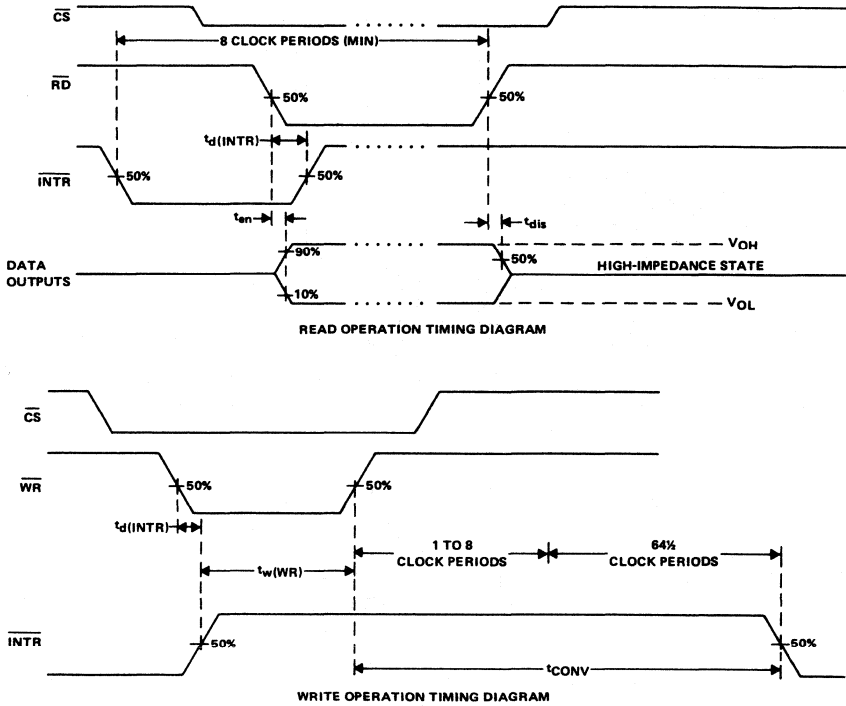 CS
8 CLOCK PERIODS (MIN)
RD
50%
50%
td(INTR)
INTR
50%
50%
ten
tdis
90%
VOH
50%
DATA
OUTPUTS
HIGH-IMPEDANCE STATE
10%
VOL
READ OPERATION TIMING DIAGRAM
CS
WR
50%
50%
td(INTR)
1 TO 8
CLOCK PERIODS
64½
CLOCK PERIODS
tw(WR)
INTR
50%
50%
tCONV
WRITE OPERATION TIMING DIAGRAM